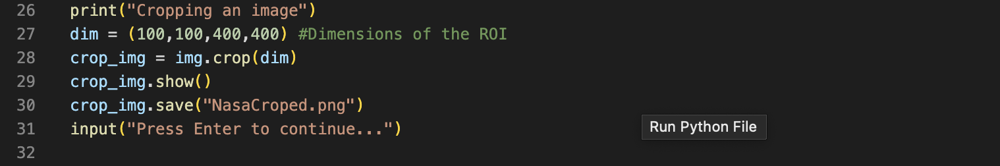 26 print("Cropping an image")
27 dim = (100,100,400,400) #Dimensions of the ROI
28 crop_img = img.crop(dim)
29 crop_img.show()
30 crop_img.save("NasaCroped.png")
31 input("Press Enter to continue...")
Run Python File
32